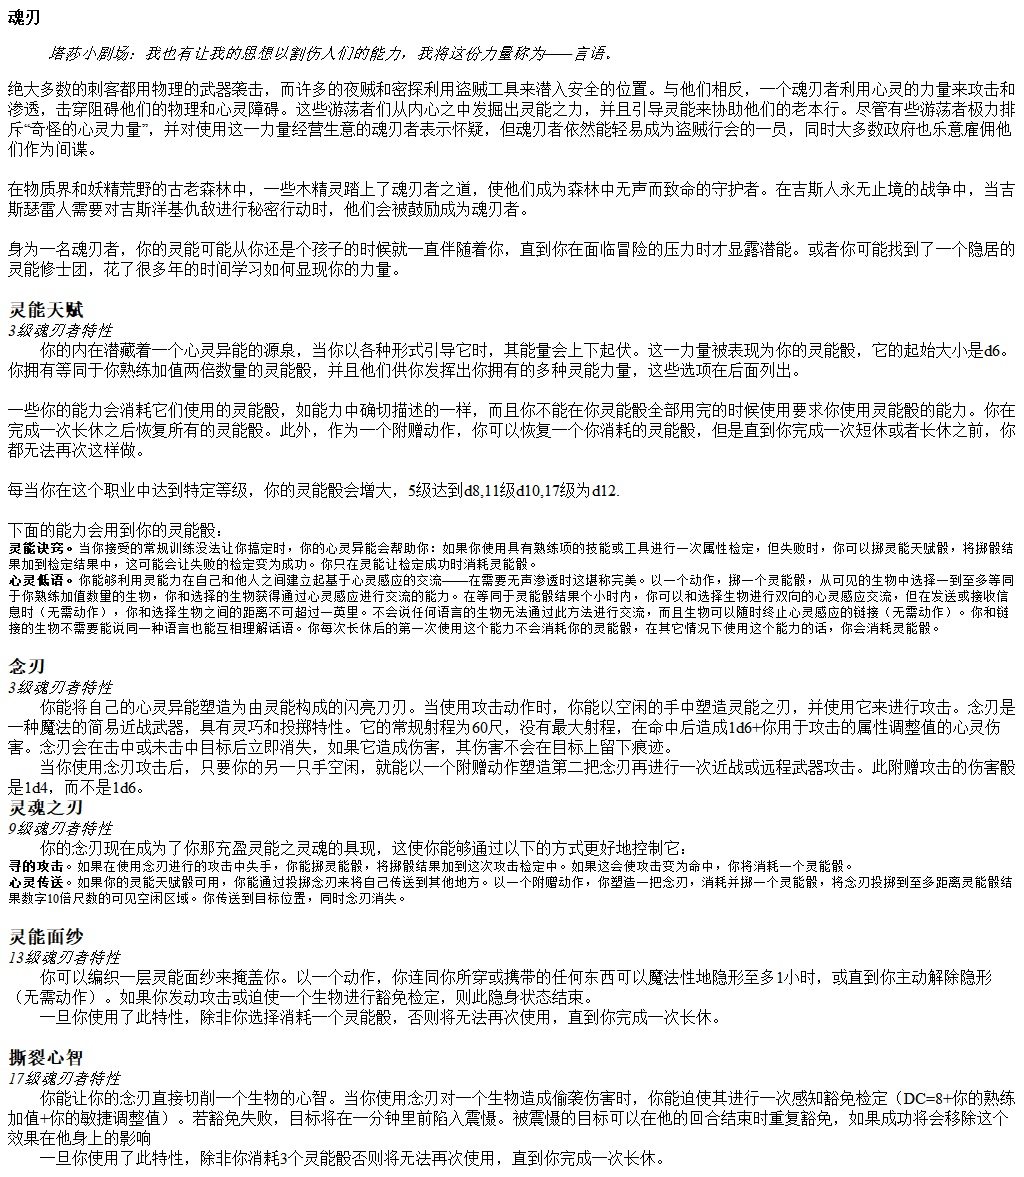 魂刃
塔莎小剧场：我也有让我的思想以割伤人们的能力，我将这份力量称为——言语。
绝大多数的刺客都用物理的武器袭击，而许多的夜贼和密探利用盗贼工具来潜入安全的位置。与他们相反，一个魂刃者利用心灵的力量来攻击和
渗透，击穿阻碍他们的物理和心灵障碍。这些游荡者们从内心之中发掘出灵能之力，并且引导灵能来协助他们的老本行。尽管有些游荡者极力排
斥“奇怪的心灵力量”，并对使用这一力量经营生意的魂刃者表示怀疑，但魂刃者依然能轻易成为盗贼行会的一员，同时大多数政府也乐意雇佣他
们作为间谍。
在物质界和妖精荒野的古老森林中，一些木精灵踏上了魂刃者之道，使他们成为森林中无声而致命的守护者。在吉斯人永无止境的战争中，当吉
斯瑟雷人需要对吉斯洋基仇敌进行秘密行动时，他们会被鼓励成为魂刃者。
身为一名魂刃者，你的灵能可能从你还是个孩子的时候就一直伴随着你，直到你在面临冒险的压力时才显露潜能。或者你可能找到了一个隐居的
灵能修士团，花了很多年的时间学习如何显现你的力量。
灵能天赋
3级魂刃者特性
你的内在潜藏着一个心灵异能的源泉，当你以各种形式引导它时，其能量会上下起伏。这一力量被表现为你的灵能骰，它的起始大小是d6。
你拥有等同于你熟练加值两倍数量的灵能骰，并且他们供你发挥出你拥有的多种灵能力量，这些选项在后面列出。
一些你的能力会消耗它们使用的灵能骰，如能力中确切描述的一样，而且你不能在你灵能骰全部用完的时候使用要求你使用灵能骰的能力。你在
完成一次长休之后恢复所有的灵能骰。此外，作为一个附赠动作，你可以恢复一个你消耗的灵能骰，但是直到你完成一次短休或者长休之前，你
都无法再次这样做。
每当你在这个职业中达到特定等级，你的灵能骰会增大，5级达到d8,11级d10,17级为d12.
下面的能力会用到你的灵能骰：
灵能诀窍。当你接受的常规训练没法让你搞定时，你的心灵异能会帮助你：如果你使用具有熟练项的技能或工具进行一次属性检定，但失败时，你可以掷灵能天赋骰，将掷骰结
果加到检定结果中，这可能会让失败的检定变为成功。你只在灵能让检定成功时消耗灵能骰。
心灵低语。你能够利用灵能力在自己和他人之间建立起基于心灵感应的交流——在需要无声渗透时这堪称完美。以一个动作，掷一个灵能骰，从可见的生物中选择一到至多等同
于你熟练加值数量的生物，你和选择的生物获得通过心灵感应进行交流的能力。在等同于灵能骰结果个小时内，你可以和选择生物进行双向的心灵感应交流，但在发送或接收信
息时（无需动作），你和选择生物之间的距离不可超过一英里。不会说任何语言的生物无法通过此方法进行交流，而且生物可以随时终止心灵感应的链接（无需动作）。你和链
接的生物不需要能说同一种语言也能互相理解话语。你每次长休后的第一次使用这个能力不会消耗你的灵能骰，在其它情况下使用这个能力的话，你会消耗灵能骰。
念刃
3级魂刃者特性
你能将自己的心灵异能塑造为由灵能构成的闪亮刀刃。当使用攻击动作时，你能以空闲的手中塑造灵能之刃，并使用它来进行攻击。念刃是
一种魔法的简易近战武器，具有灵巧和投掷特性。它的常规射程为60尺，没有最大射程，在命中后造成1d6+你用于攻击的属性调整值的心灵伤
害。念刃会在击中或未击中目标后立即消失，如果它造成伤害，其伤害不会在目标上留下痕迹。
当你使用念刃攻击后，只要你的另一只手空闲，就能以一个附赠动作塑造第二把念刃再进行一次近战或远程武器攻击。此附赠攻击的伤害骰
是1d4，而不是1d6。
灵魂之刃
9级魂刃者特性
你的念刃现在成为了你那充盈灵能之灵魂的具现，这使你能够通过以下的方式更好地控制它：
寻的攻击。如果在使用念刃进行的攻击中失手，你能掷灵能骰，将掷骰结果加到这次攻击检定中。如果这会使攻击变为命中，你将消耗一个灵能骰。
心灵传送。如果你的灵能天赋骰可用，你能通过投掷念刃来将自己传送到其他地方。以一个附赠动作，你塑造一把念刃，消耗并掷一个灵能骰，将念刃投掷到至多距离灵能骰结
果数字10倍尺数的可见空闲区域。你传送到目标位置，同时念刃消失。
灵能面纱
13级魂刃者特性
你可以编织一层灵能面纱来掩盖你。以一个动作，你连同你所穿或携带的任何东西可以魔法性地隐形至多1小时，或直到你主动解除隐形
（无需动作）。如果你发动攻击或迫使一个生物进行豁免检定，则此隐身状态结束。
一旦你使用了此特性，除非你选择消耗一个灵能骰，否则将无法再次使用，直到你完成一次长休。
撕裂心智
17级魂刃者特性
你能让你的念刃直接切削一个生物的心智。当你使用念刃对一个生物造成偷袭伤害时，你能迫使其进行一次感知豁免检定（DC=8+你的熟练
加值+你的敏捷调整值）。若豁免失败，目标将在一分钟里前陷入震慑。被震慑的目标可以在他的回合结束时重复豁免，如果成功将会移除这个
效果在他身上的影响
一旦你使用了此特性，除非你消耗3个灵能骰否则将无法再次使用，直到你完成一次长休。